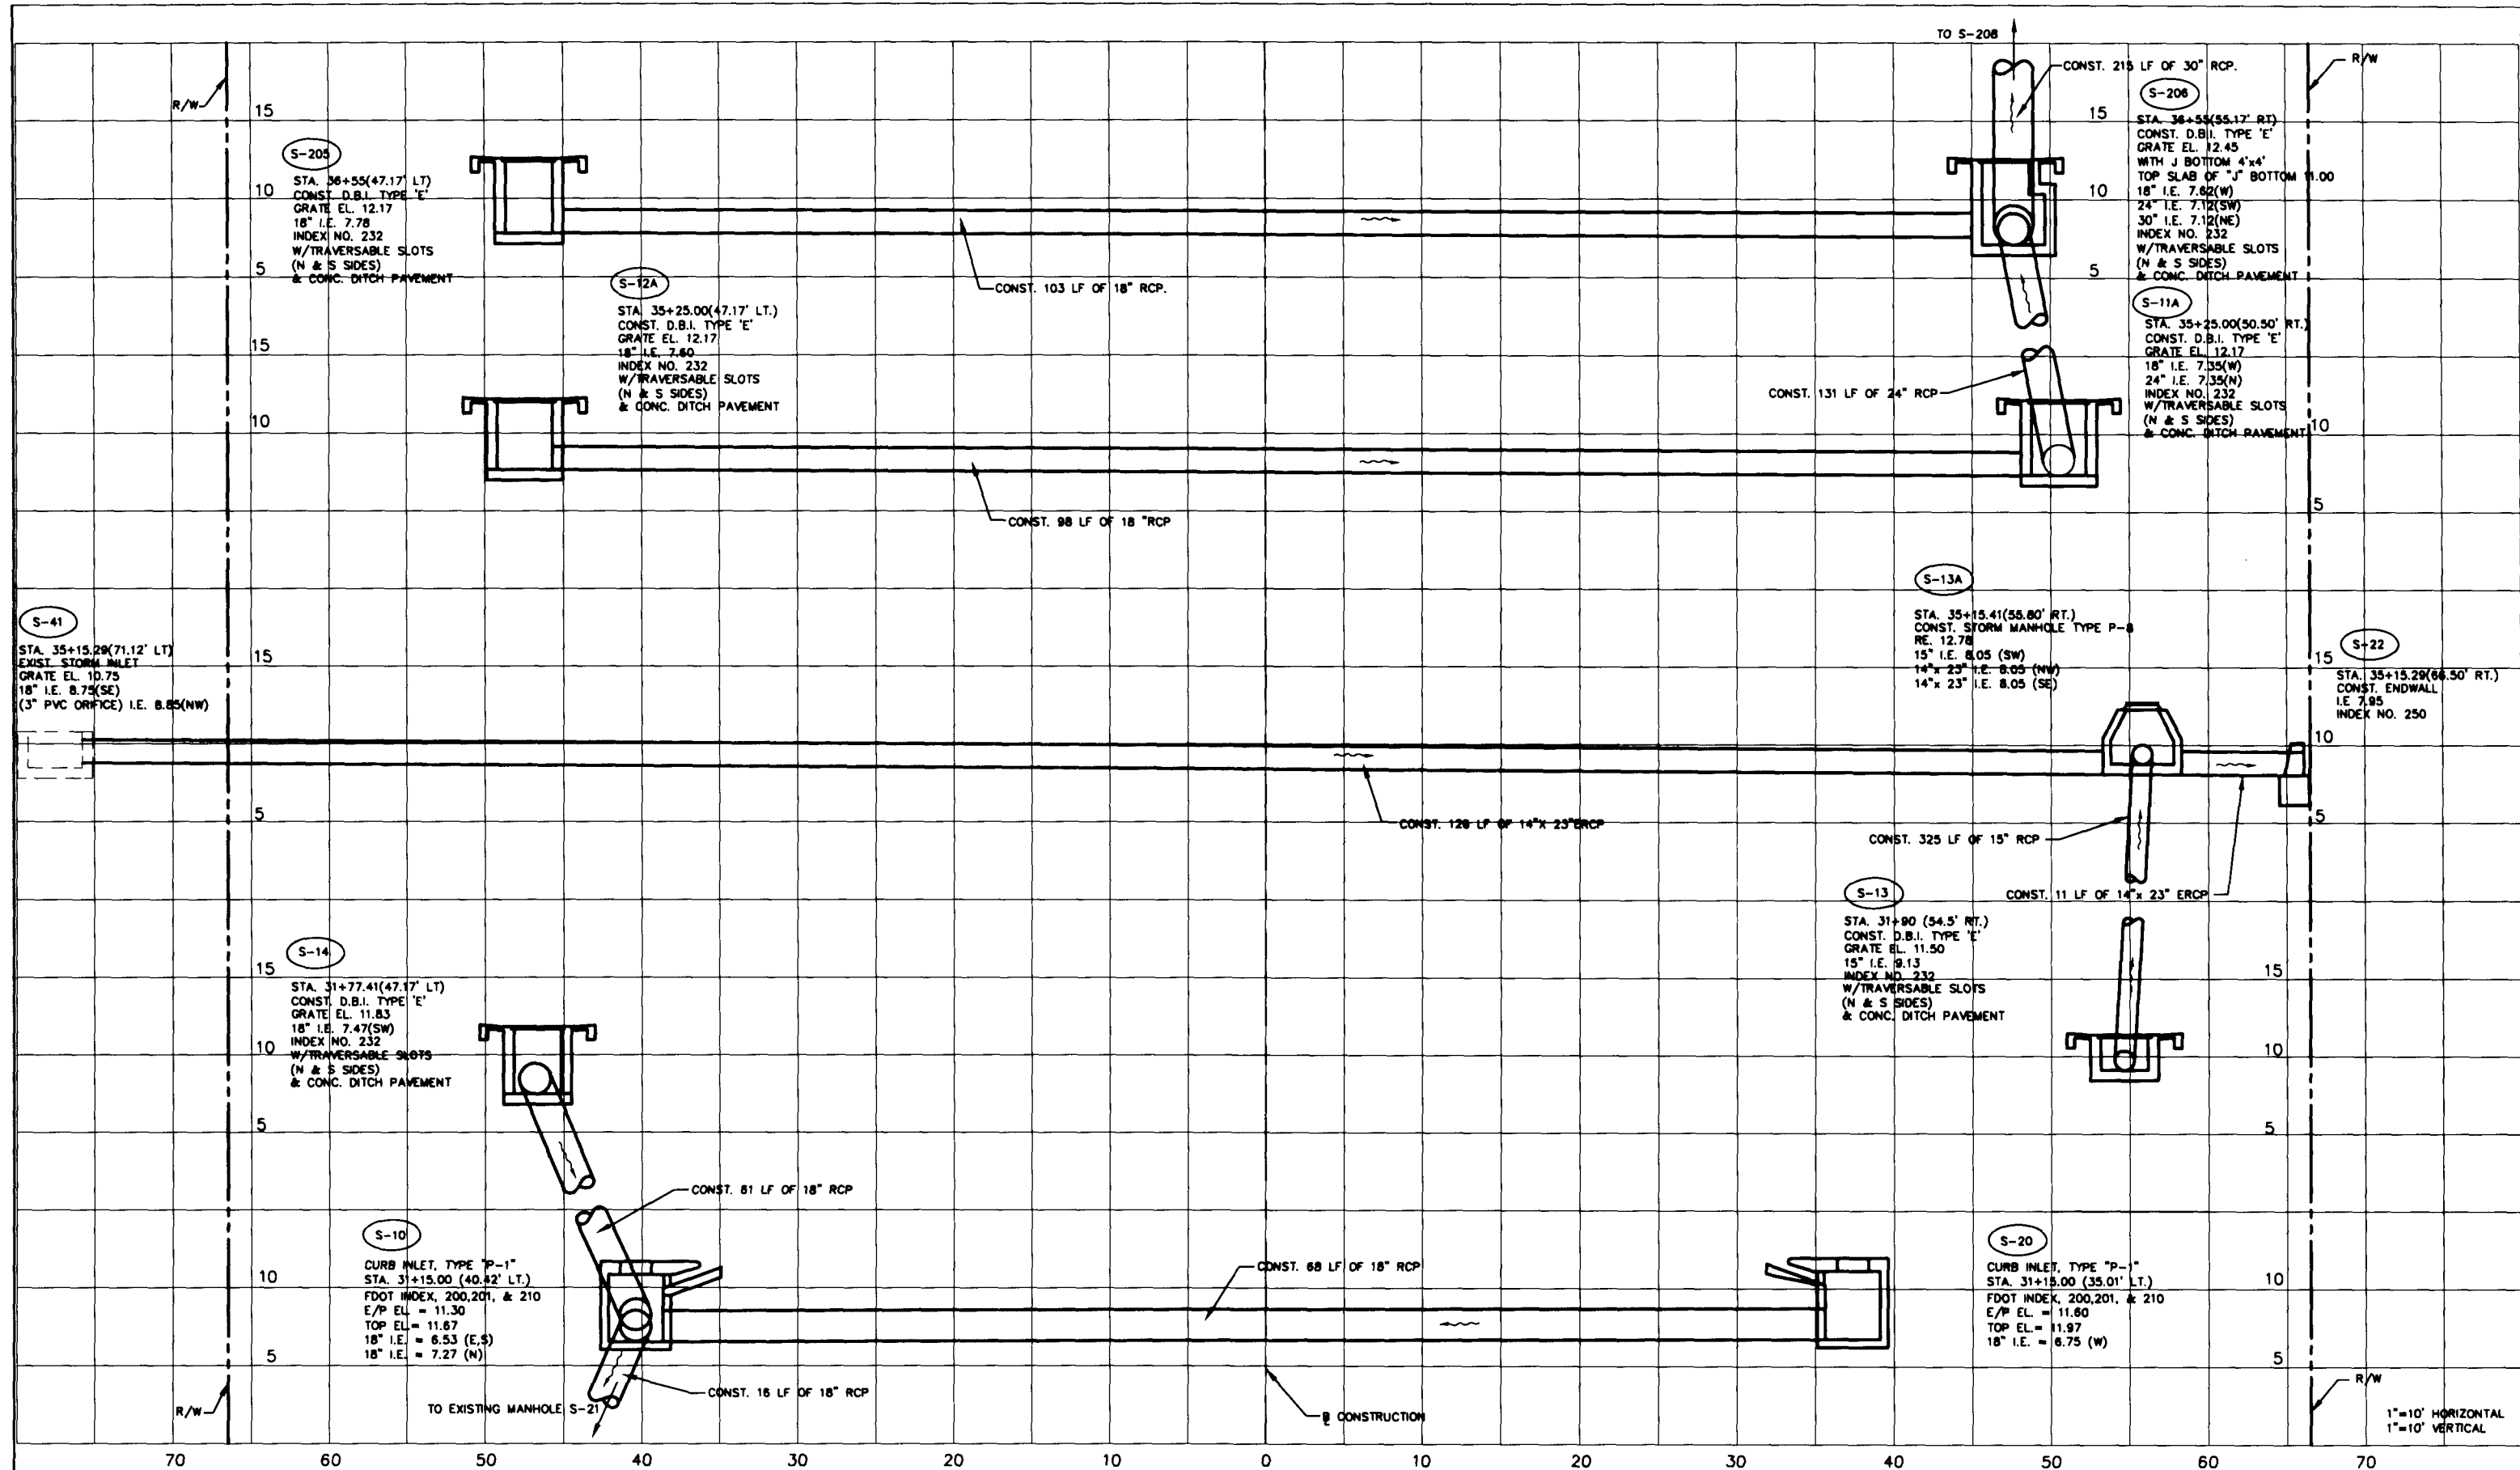 TO S-208
CONST. 215 LF OF 30" RCP.
R/W
R/W
15
15
S-205
STA. 36+55(47.17' LT)
CONST. D.B.I. TYPE 'E'
GRATE EL. 12.17
18" I.E. 7.78
INDEX NO. 232
W/TRAVERSABLE SLOTS
(N & S SIDES)
& CONC. DITCH PAVEMENT
S-206
STA. 36+55(55.17' RT)
CONST. D.B.I. TYPE 'E'
GRATE EL. 12.45
WITH J BOTTOM 4'x4'
TOP SLAB OF "J" BOTTOM 11.00
18" I.E. 7.62(W)
24" I.E. 7.12(SW)
30" I.E. 7.12(NE)
INDEX NO. 232
W/TRAVERSABLE SLOTS
(N & S SIDES)
& CONC. DITCH PAVEMENT
10
10
5
5
CONST. 103 LF OF 18" RCP.
S-12A
STA. 35+25.00(47.17' LT.)
CONST. D.B.I. TYPE 'E'
GRATE EL. 12.17
18" I.E. 7.60
INDEX NO. 232
W/TRAVERSABLE SLOTS
(N & S SIDES)
& CONC. DITCH PAVEMENT
S-11A
STA. 35+25.00(50.50' RT.)
CONST. D.B.I. TYPE 'E'
GRATE EL. 12.17
18" I.E. 7.35(W)
24" I.E. 7.35(N)
INDEX NO. 232
W/TRAVERSABLE SLOTS
(N & S SIDES)
& CONC. DITCH PAVEMENT
15
CONST. 131 LF OF 24" RCP
10
10
5
5
CONST. 98 LF OF 18 "RCP
S-13A
STA. 35+15.41(55.80' RT.)
CONST. STORM MANHOLE TYPE P-8
RE. 12.78
15" I.E. 8.05 (SW)
14"x 23" I.E. 8.05 (NW)
14"x 23" I.E. 8.05 (SE)
S-41
STA. 35+15.29(71.12' LT)
EXIST. STORM INLET
GRATE EL. 10.75
18" I.E. 8.75(SE)
(3" PVC ORIFICE) I.E. 8.85(NW)
S-22
STA. 35+15.29(66.50' RT.)
CONST. ENDWALL
I.E 7.95
INDEX NO. 250
15
15
10
10
5
5
CONST. 128 LF OF 14"X 23"ERCP
CONST. 325 LF OF 15" RCP
CONST. 11 LF OF 14"x 23" ERCP
S-13
STA. 31+90 (54.5' RT.)
CONST. D.B.I. TYPE 'E'
GRATE EL. 11.50
15" I.E. 9.13
INDEX NO. 232
W/TRAVERSABLE SLOTS
(N & S SIDES)
& CONC. DITCH PAVEMENT
S-14
STA. 31+77.41(47.17' LT)
CONST. D.B.I. TYPE 'E'
GRATE EL. 11.83
18" I.E. 7.47(SW)
INDEX NO. 232
W/TRAVERSABLE SLOTS
(N & S SIDES)
& CONC. DITCH PAVEMENT
15
15
10
10
5
5
CONST. 61 LF OF 18" RCP
S-10
CURB INLET, TYPE "P-1"
STA. 31+15.00 (40.42' LT.)
FDOT INDEX, 200,201, & 210
E/P EL = 11.30
TOP EL.= 11.67
18" I.E. = 6.53 (E,S)
18" I.E. = 7.27 (N)
CONST. 68 LF OF 18" RCP
S-20
CURB INLET, TYPE "P-1"
STA. 31+15.00 (35.01' LT.)
FDOT INDEX, 200,201, & 210
E/P EL. = 11.60
TOP EL.= 11.97
18" I.E. = 6.75 (W)
10
10
5
5
CONST. 16 LF OF 18" RCP
TO EXISTING MANHOLE S-21
R/W
R/W
B CONSTRUCTION
1"=10' HORIZONTAL
1"=10' VERTICAL
70 60 50 40 30 20 10 0 10 20 30 40 50 60 70